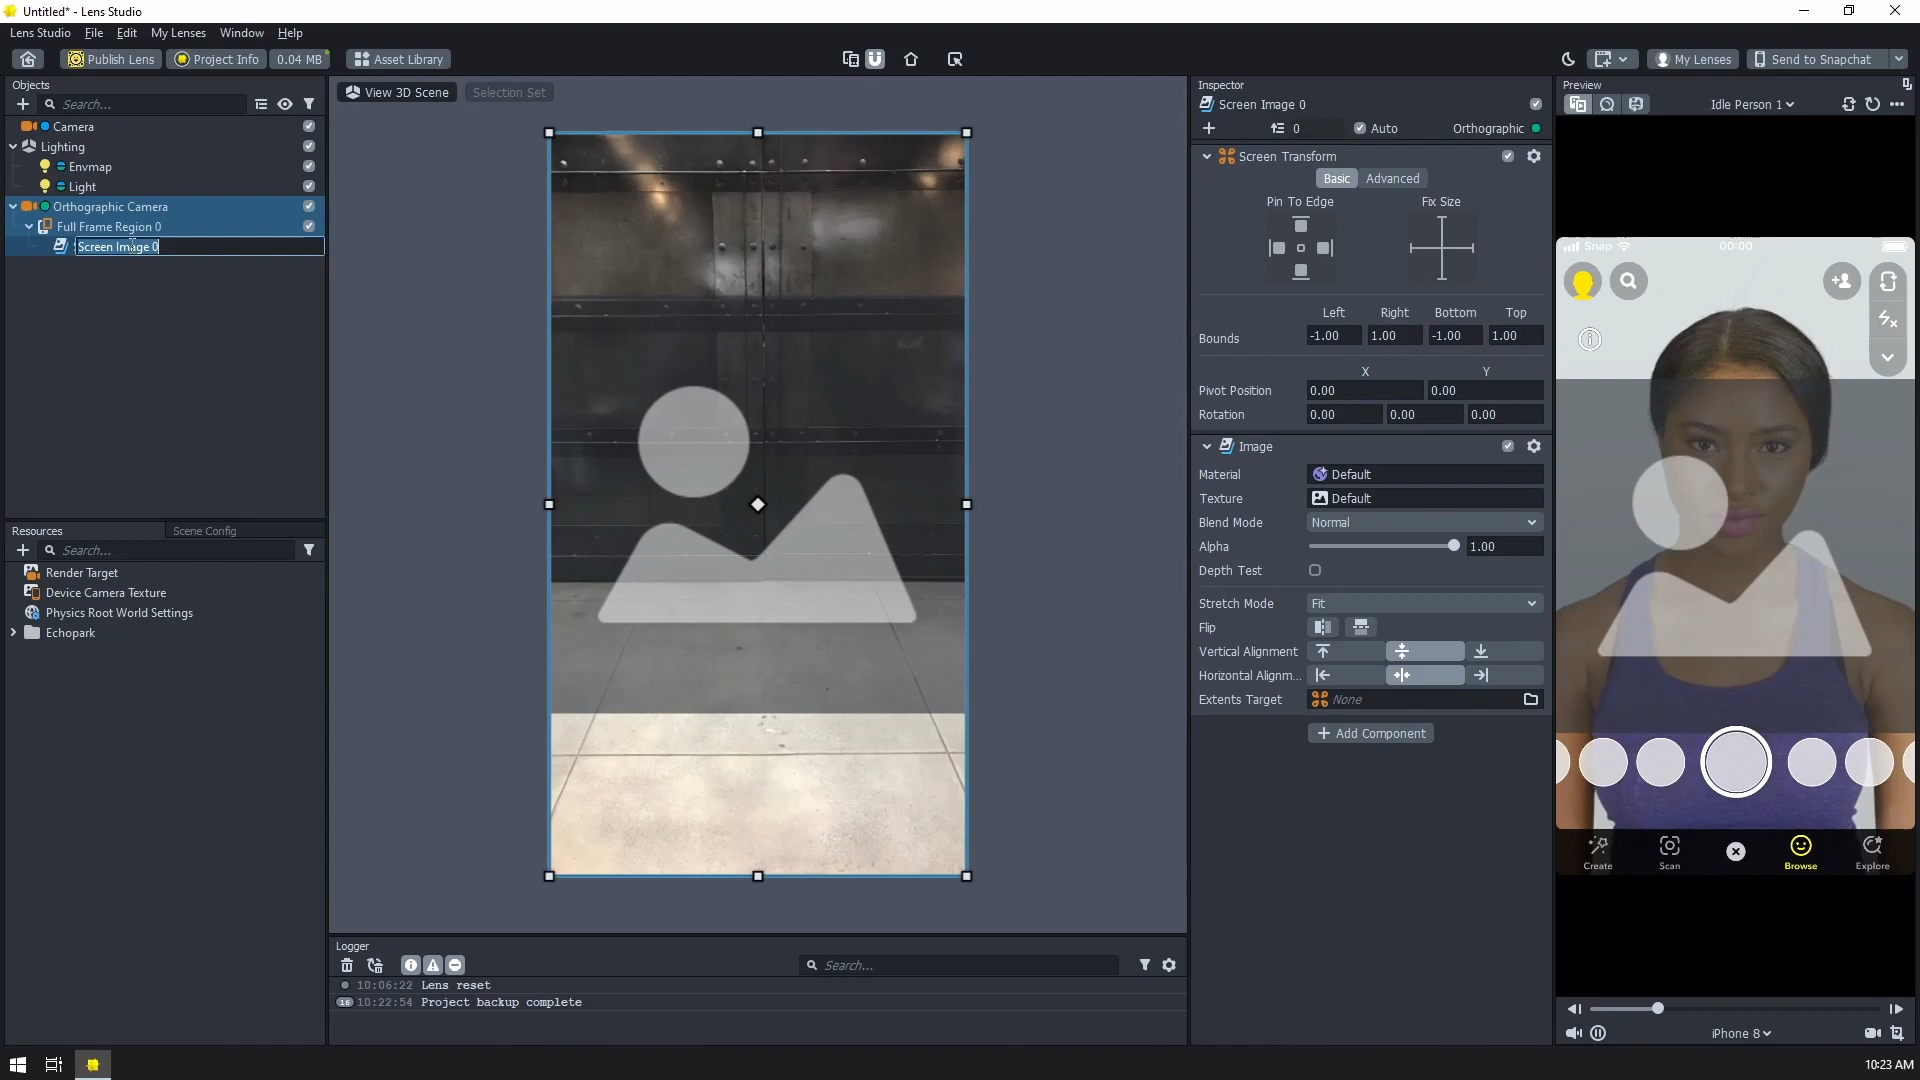 Untitled* - Lens Studio
Lens Studio File Edit My Lenses Window Help
Publish Lens Project Info 0.04 MB Asset Library My Lenses Send to Snapchat
Objects
Search...
Camera
Lighting
Envmap
Light
Orthographic Camera
Full Frame Region 0
Screen Image 0
Resources Scene Config
Search...
Render Target
Device Camera Texture
Physics Root World Settings
Echopark
View 3D Scene Selection Set
Logger
Search...
10:06:22 Lens reset
16 10:22:54 Project backup complete
Inspector
Screen Image 0
0 Auto Orthographic
Screen Transform
Basic Advanced
Pin To Edge Fix Size
Left Right Bottom Top
Bounds -1.00 1.00 -1.00 1.00
X Y
Pivot Position 0.00 0.00
Rotation 0.00 0.00 0.00
Image
Material Default
Texture Default
Blend Mode Normal
Alpha 1.00
Depth Test
Stretch Mode Fit
Flip
Vertical Alignment
Horizontal Alignm...
Extents Target None
Add Component
Preview
Idle Person 1
Snap 00:00
Create Scan Browse Explore
iPhone 8
10:23 AM